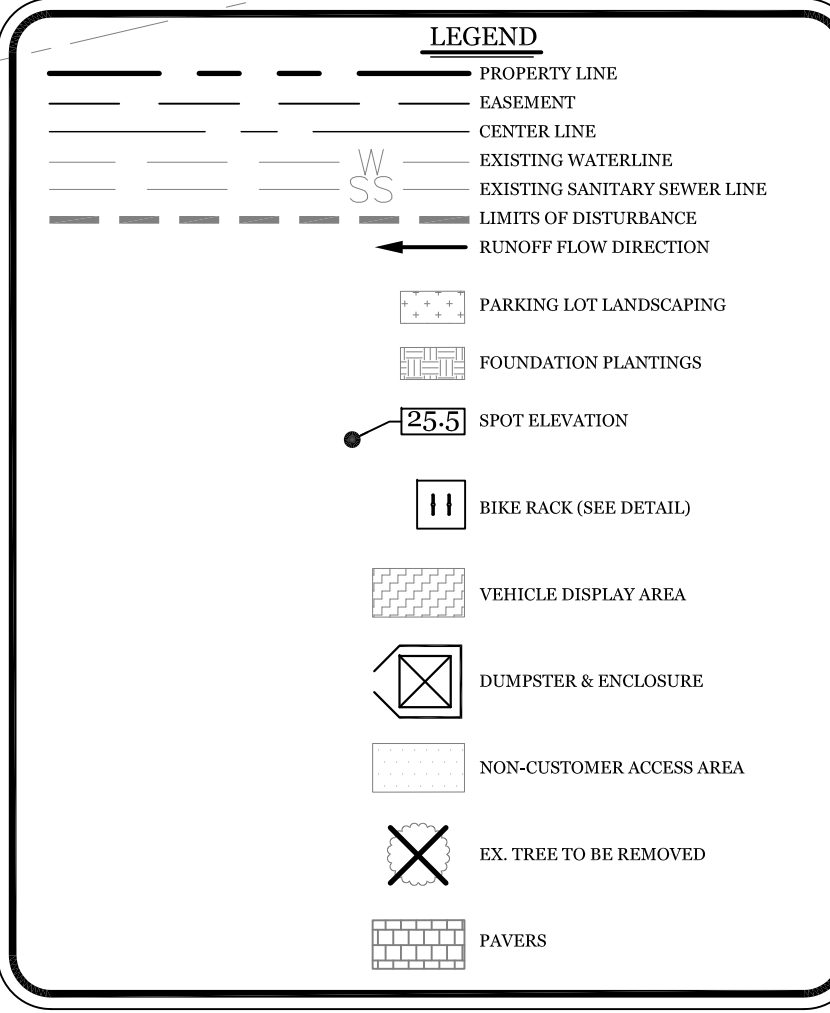 LEGEND
PROPERTY LINE
EASEMENT
CENTER LINE
W EXISTING WATERLINE
SS EXISTING SANITARY SEWER LINE
LIMITS OF DISTURBANCE
RUNOFF FLOW DIRECTION
PARKING LOT LANDSCAPING
FOUNDATION PLANTINGS
25.5 SPOT ELEVATION
BIKE RACK (SEE DETAIL)
VEHICLE DISPLAY AREA
DUMPSTER & ENCLOSURE
NON-CUSTOMER ACCESS AREA
EX. TREE TO BE REMOVED
PAVERS